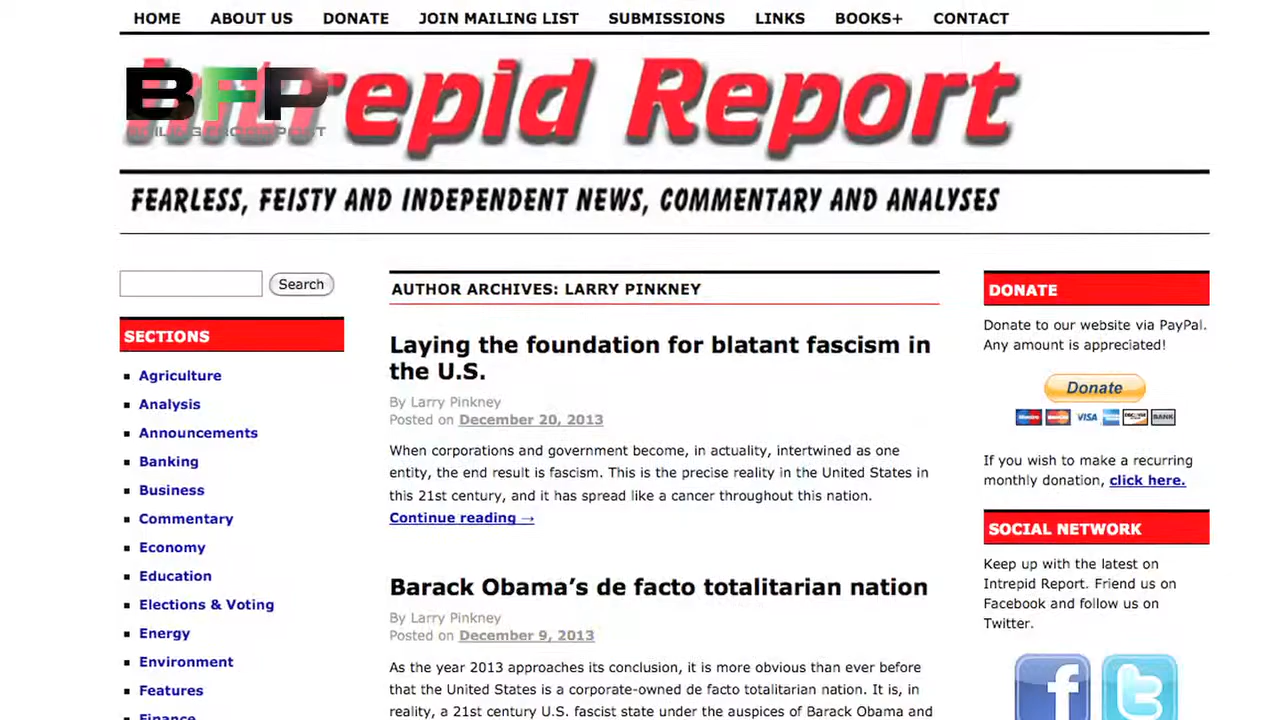 HOME ABOUT US DONATE JOIN MAILING LIST SUBMISSIONS LINKS BOOKS+ CONTACT
Intrepid Report
BFP
BOILING FROGS POST
FEARLESS, FEISTY AND INDEPENDENT NEWS, COMMENTARY AND ANALYSES
Search
SECTIONS
Agriculture
Analysis
Announcements
Banking
Business
Commentary
Economy
Education
Elections & Voting
Energy
Environment
Features
Finance
AUTHOR ARCHIVES: LARRY PINKNEY
Laying the foundation for blatant fascism in
the U.S.
By Larry Pinkney
Posted on December 20, 2013
When corporations and government become, in actuality, intertwined as one
entity, the end result is fascism. This is the precise reality in the United States in
this 21st century, and it has spread like a cancer throughout this nation.
Continue reading →
Barack Obama’s de facto totalitarian nation
By Larry Pinkney
Posted on December 9, 2013
As the year 2013 approaches its conclusion, it is more obvious than ever before
that the United States is a corporate-owned de facto totalitarian nation. It is, in
reality, a 21st century U.S. fascist state under the auspices of Barack Obama and
DONATE
Donate to our website via PayPal.
Any amount is appreciated!
Donate
VISA
BANK
If you wish to make a recurring
monthly donation, click here.
SOCIAL NETWORK
Keep up with the latest on
Intrepid Report. Friend us on
Facebook and follow us on
Twitter.
f
t